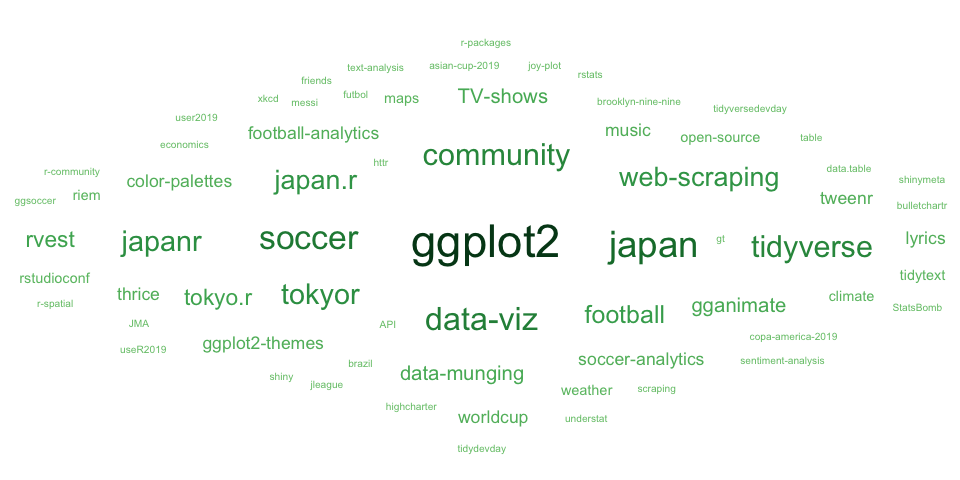 r-packages
text-analysis asian-cup-2019 joy-plot rstats
friends
xkcd messi futbol maps TV-shows brooklyn-nine-nine tidyversedevday
user2019 football-analytics music open-source table
economics httr community
r-community color-palettes japan.r web-scraping data.table shinymeta
ggsoccer riem tweenr bulletchartr
rvest japanr soccer ggplot2 japan gt tidyverse lyrics
rstudioconf tidytext
r-spatial thrice tokyo.r tokyor gganimate climate StatsBomb
JMA API data-viz football
useR2019 ggplot2-themes copa-america-2019
brazil soccer-analytics sentiment-analysis
shiny jleague data-munging weather scraping
highcharter worldcup understat
tidydevday